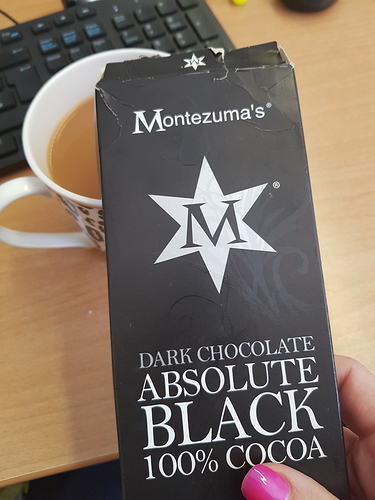 Montezuma's®
M®
DARK CHOCOLATE
ABSOLUTE
BLACK
100% COCOA